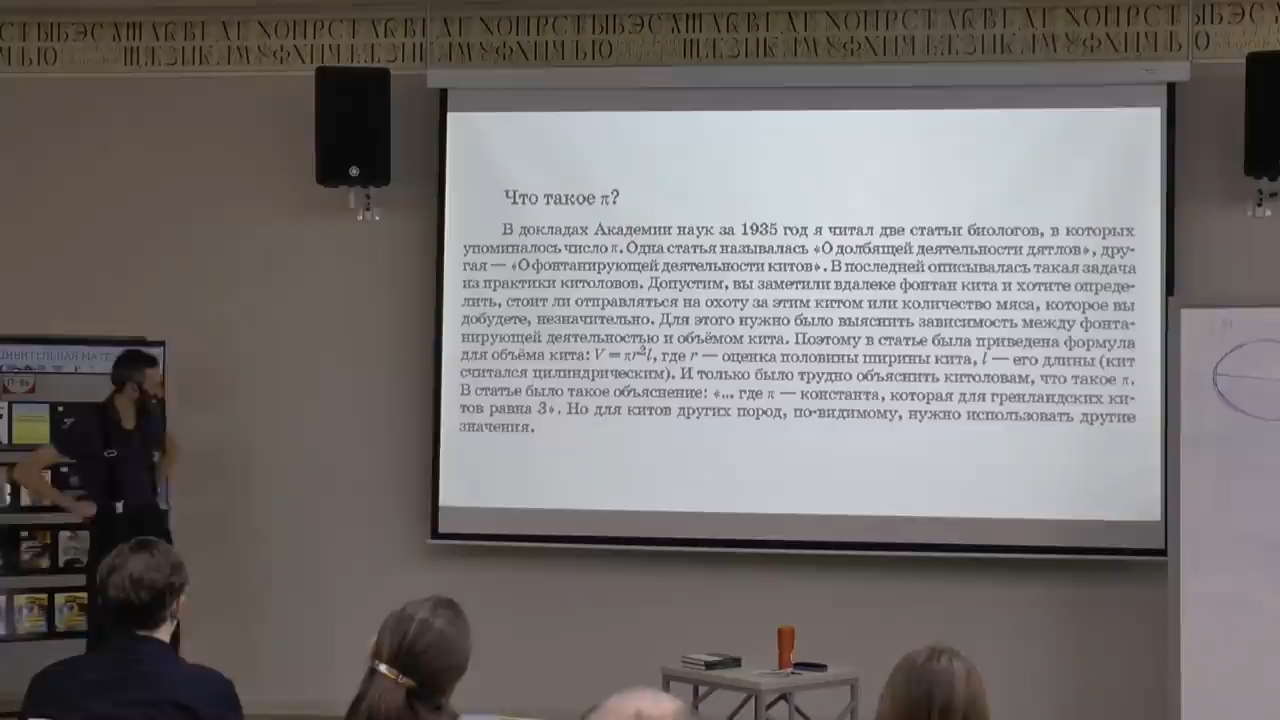 Что такое π?
В докладах Академии наук за 1935 год я читал две статьи биологов, в которых
упоминалось число π. Одна статья называлась «О долбящей деятельности дятлов», дру-
гая — «О фонтанирующей деятельности китов». В последней описывалась такая задача
из практики китоловов. Допустим, вы заметили вдалеке фонтан кита и хотите опреде-
лить, стоит ли отправляться на охоту за этим китом или количество мяса, которое вы
добудете, незначительно. Для этого нужно было выяснить зависимость между фонта-
нирующей деятельностью и объёмом кита. Поэтому в статье была приведена формула
для объёма кита: V = πr²l, где r — оценка половины ширины кита, l — его длины (кит
считался цилиндрическим). И только было трудно объяснить китоловам, что такое π.
В статье было такое объяснение: «... где π — константа, которая для гренландских ки-
тов равна 3». Но для китов других пород, по-видимому, нужно использовать другие
значения.